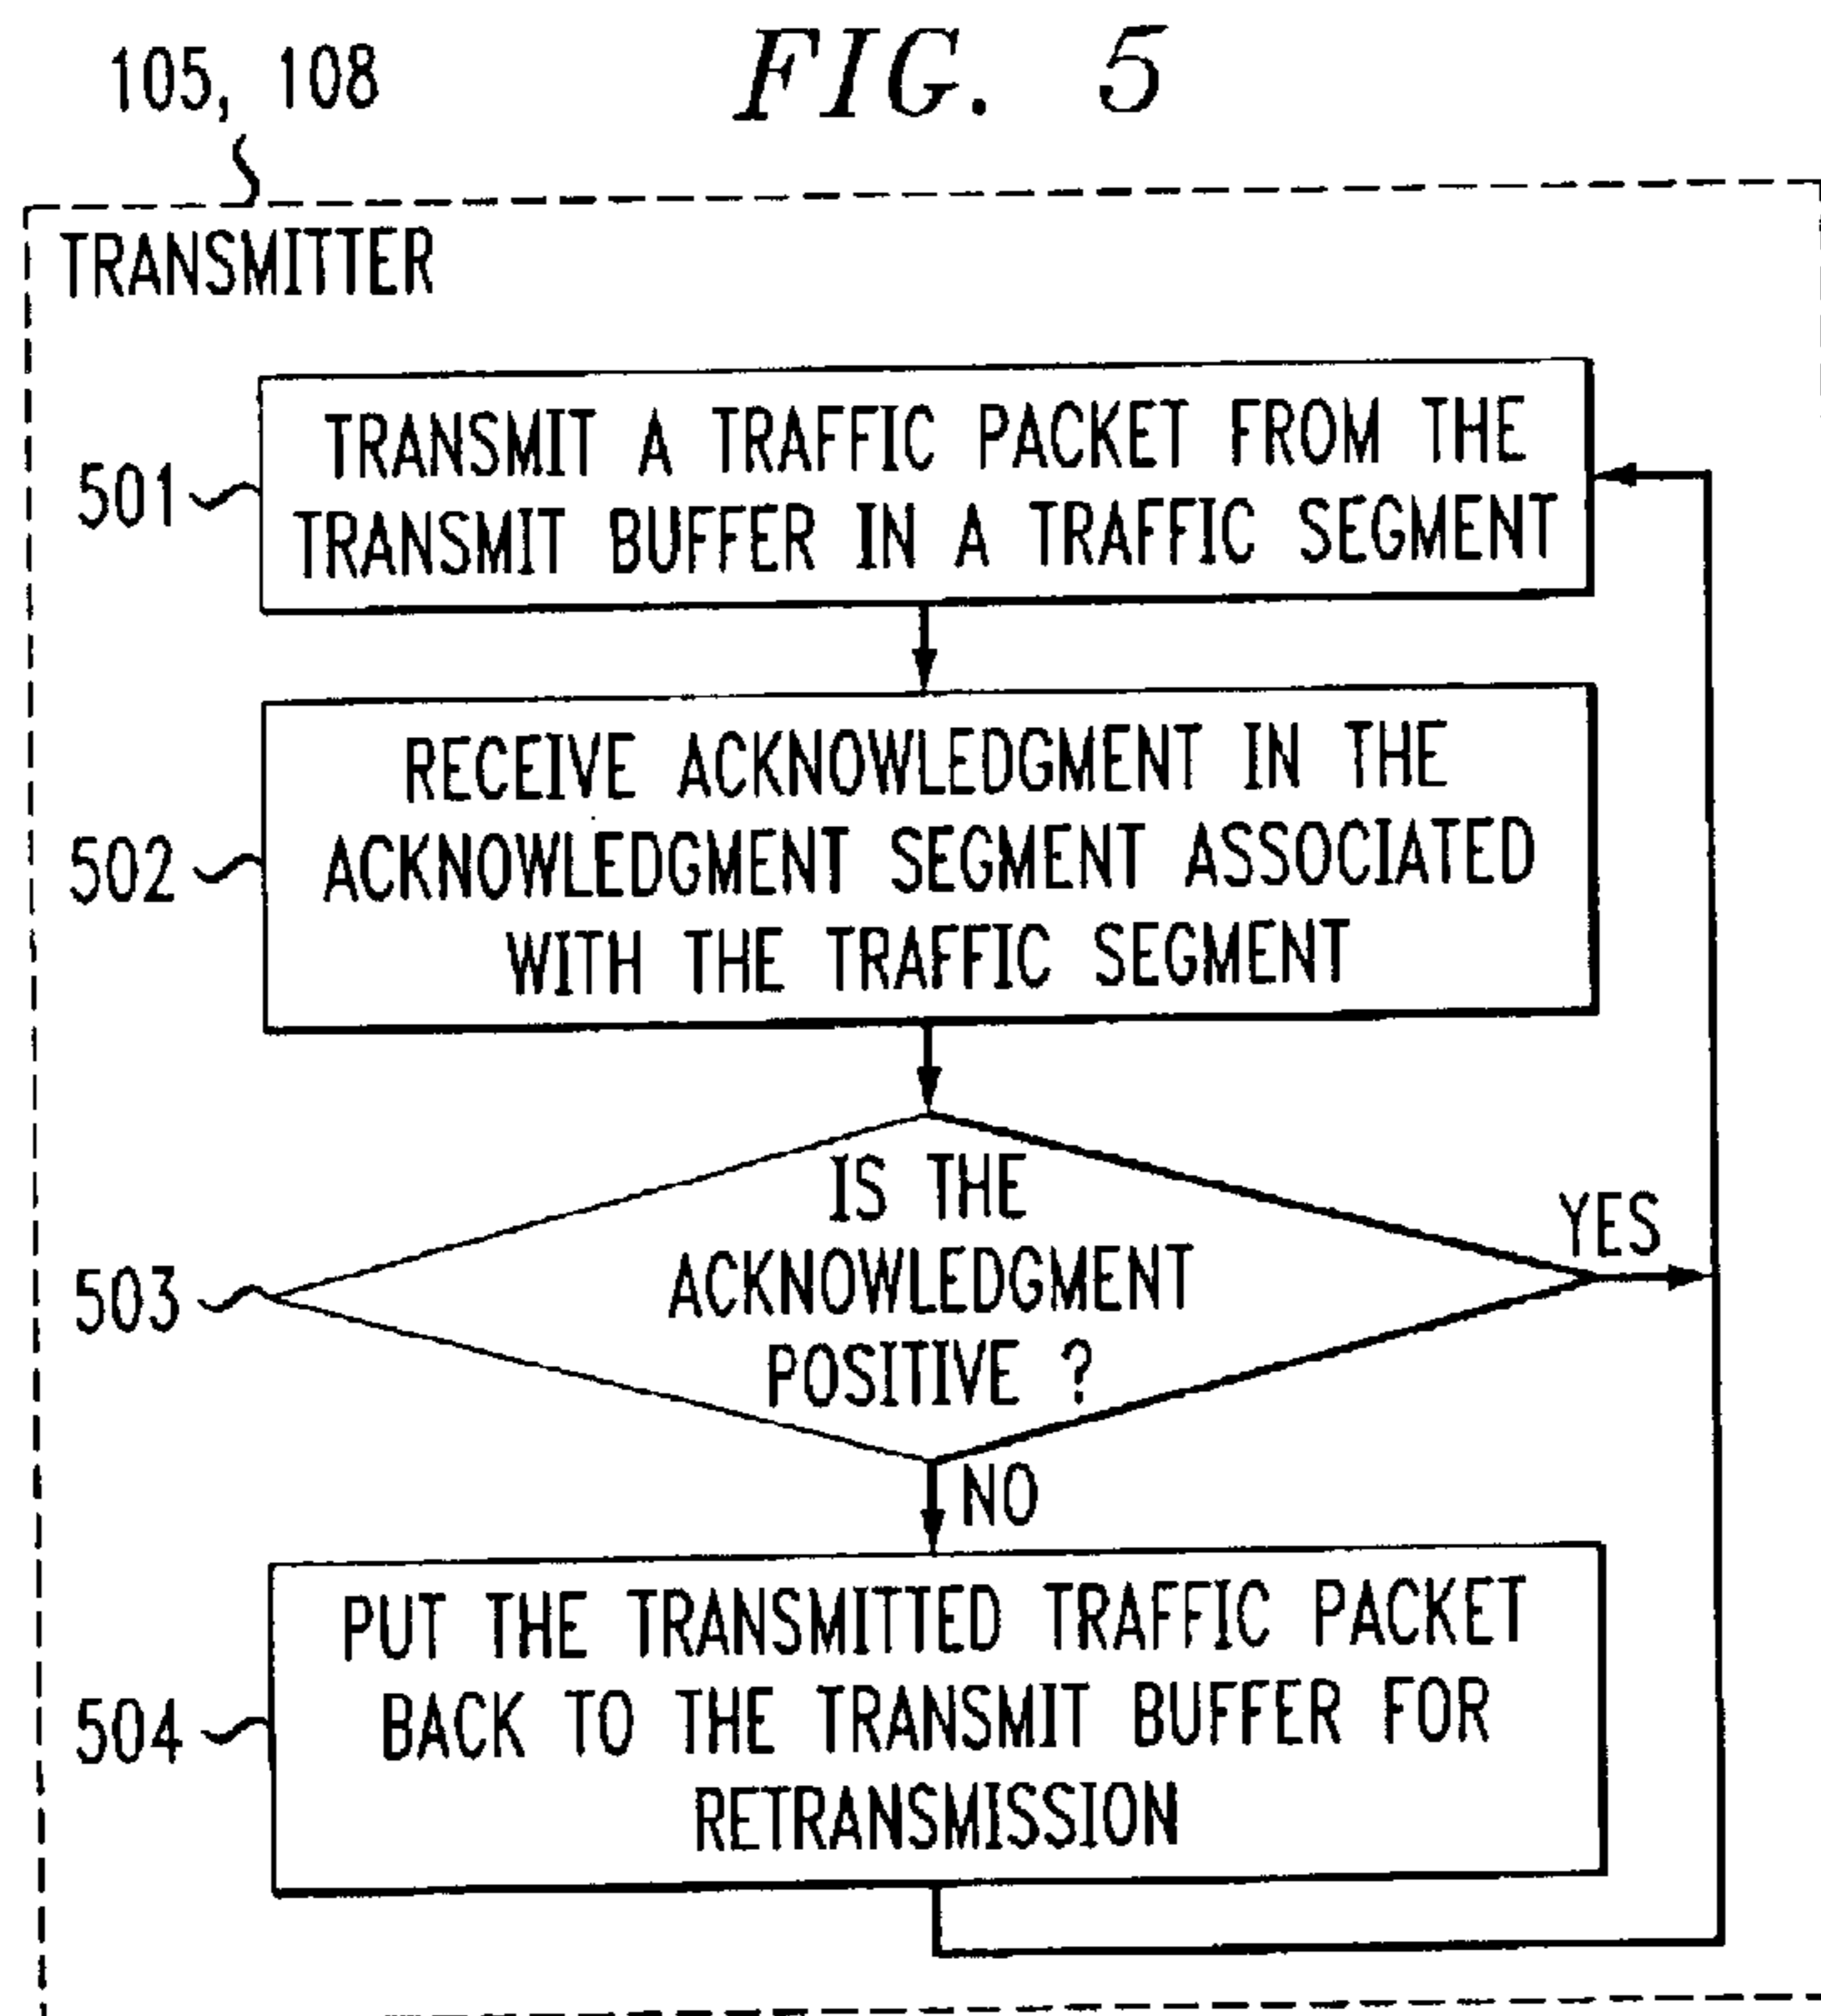 105, 108
FIG. 5
TRANSMITTER
501
TRANSMIT A TRAFFIC PACKET FROM THE
TRANSMIT BUFFER IN A TRAFFIC SEGMENT
502
RECEIVE ACKNOWLEDGMENT IN THE
ACKNOWLEDGMENT SEGMENT ASSOCIATED
WITH THE TRAFFIC SEGMENT
503
IS THE
ACKNOWLEDGMENT
POSITIVE ?
YES
NO
504
PUT THE TRANSMITTED TRAFFIC PACKET
BACK TO THE TRANSMIT BUFFER FOR
RETRANSMISSION